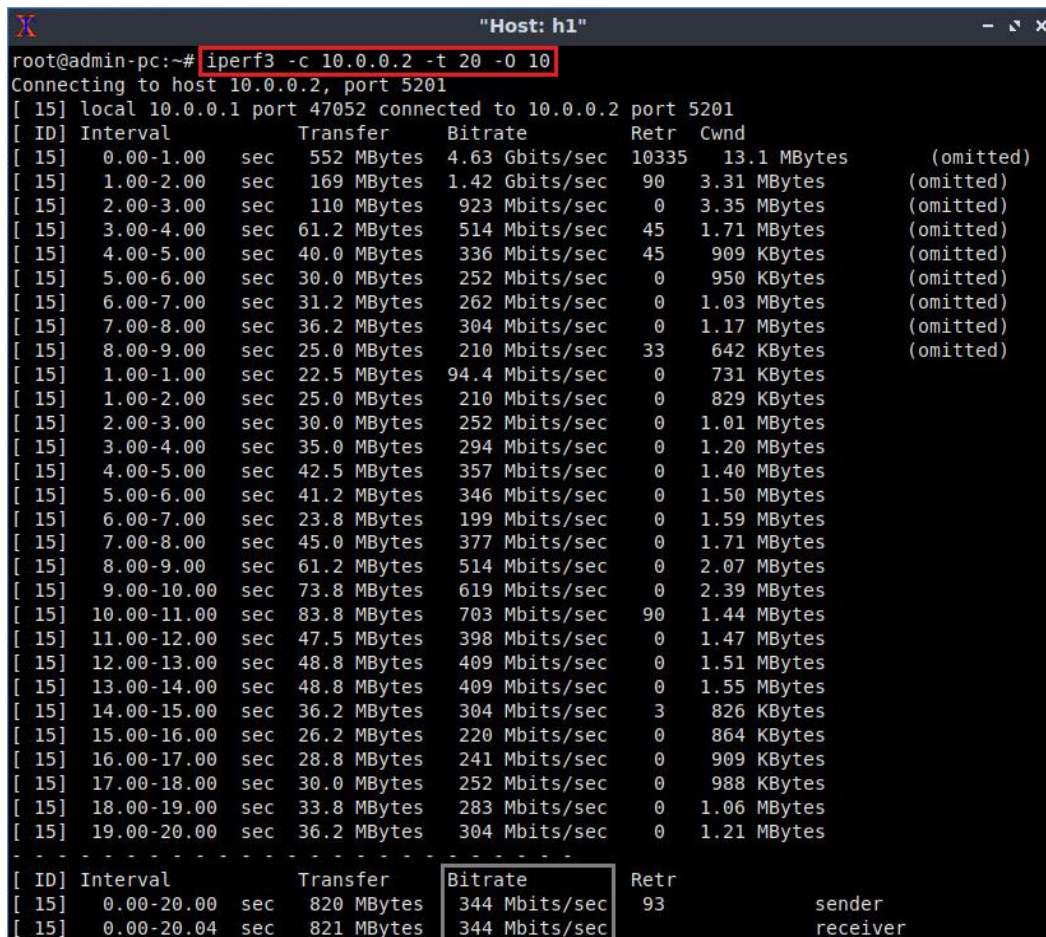 "Host: h1"
root@admin-pc:~# iperf3 -c 10.0.0.2 -t 20 -O 10
Connecting to host 10.0.0.2, port 5201
[ 15] local 10.0.0.1 port 47052 connected to 10.0.0.2 port 5201
[ ID] Interval Transfer Bitrate Retr Cwnd
[ 15] 0.00-1.00 sec 552 MBytes 4.63 Gbits/sec 10335 13.1 MBytes (omitted)
[ 15] 1.00-2.00 sec 169 MBytes 1.42 Gbits/sec 90 3.31 MBytes (omitted)
[ 15] 2.00-3.00 sec 110 MBytes 923 Mbits/sec 0 3.35 MBytes (omitted)
[ 15] 3.00-4.00 sec 61.2 MBytes 514 Mbits/sec 45 1.71 MBytes (omitted)
[ 15] 4.00-5.00 sec 40.0 MBytes 336 Mbits/sec 45 909 KBytes (omitted)
[ 15] 5.00-6.00 sec 30.0 MBytes 252 Mbits/sec 0 950 KBytes (omitted)
[ 15] 6.00-7.00 sec 31.2 MBytes 262 Mbits/sec 0 1.03 MBytes (omitted)
[ 15] 7.00-8.00 sec 36.2 MBytes 304 Mbits/sec 0 1.17 MBytes (omitted)
[ 15] 8.00-9.00 sec 25.0 MBytes 210 Mbits/sec 33 642 KBytes (omitted)
[ 15] 1.00-1.00 sec 22.5 MBytes 94.4 Mbits/sec 0 731 KBytes
[ 15] 1.00-2.00 sec 25.0 MBytes 210 Mbits/sec 0 829 KBytes
[ 15] 2.00-3.00 sec 30.0 MBytes 252 Mbits/sec 0 1.01 MBytes
[ 15] 3.00-4.00 sec 35.0 MBytes 294 Mbits/sec 0 1.20 MBytes
[ 15] 4.00-5.00 sec 42.5 MBytes 357 Mbits/sec 0 1.40 MBytes
[ 15] 5.00-6.00 sec 41.2 MBytes 346 Mbits/sec 0 1.50 MBytes
[ 15] 6.00-7.00 sec 23.8 MBytes 199 Mbits/sec 0 1.59 MBytes
[ 15] 7.00-8.00 sec 45.0 MBytes 377 Mbits/sec 0 1.71 MBytes
[ 15] 8.00-9.00 sec 61.2 MBytes 514 Mbits/sec 0 2.07 MBytes
[ 15] 9.00-10.00 sec 73.8 MBytes 619 Mbits/sec 0 2.39 MBytes
[ 15] 10.00-11.00 sec 83.8 MBytes 703 Mbits/sec 90 1.44 MBytes
[ 15] 11.00-12.00 sec 47.5 MBytes 398 Mbits/sec 0 1.47 MBytes
[ 15] 12.00-13.00 sec 48.8 MBytes 409 Mbits/sec 0 1.51 MBytes
[ 15] 13.00-14.00 sec 48.8 MBytes 409 Mbits/sec 0 1.55 MBytes
[ 15] 14.00-15.00 sec 36.2 MBytes 304 Mbits/sec 3 826 KBytes
[ 15] 15.00-16.00 sec 26.2 MBytes 220 Mbits/sec 0 864 KBytes
[ 15] 16.00-17.00 sec 28.8 MBytes 241 Mbits/sec 0 909 KBytes
[ 15] 17.00-18.00 sec 30.0 MBytes 252 Mbits/sec 0 988 KBytes
[ 15] 18.00-19.00 sec 33.8 MBytes 283 Mbits/sec 0 1.06 MBytes
[ 15] 19.00-20.00 sec 36.2 MBytes 304 Mbits/sec 0 1.21 MBytes
- - - - - - - - - - - - - - - - - - - - - - - - -
[ ID] Interval Transfer Bitrate Retr
[ 15] 0.00-20.00 sec 820 MBytes 344 Mbits/sec 93 sender
[ 15] 0.00-20.04 sec 821 MBytes 344 Mbits/sec receiver